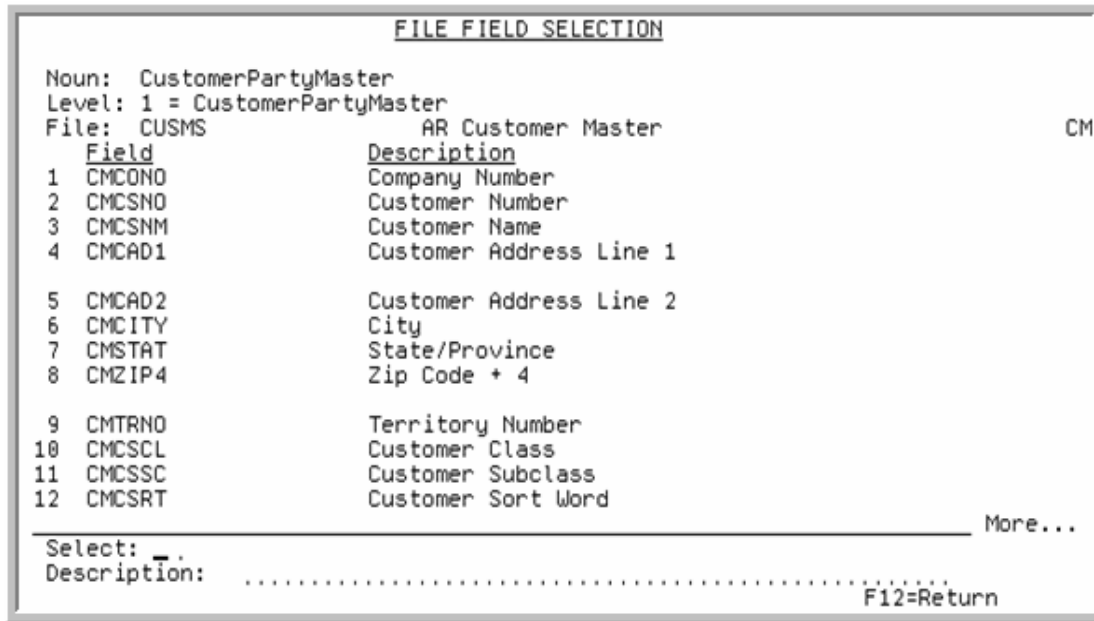 FILE FIELD SELECTION
Noun: CustomerPartyMaster
Level: 1 = CustomerPartyMaster
File: CUSMS AR Customer Master CM
Field Description
1 CMCONO Company Number
2 CMCSNO Customer Number
3 CMCSNM Customer Name
4 CMCAD1 Customer Address Line 1
5 CMCAD2 Customer Address Line 2
6 CMCITY City
7 CMSTAT State/Province
8 CMZIP4 Zip Code + 4
9 CMTRNO Territory Number
10 CMCSCL Customer Class
11 CMCSSC Customer Subclass
12 CMCSRT Customer Sort Word
More...
Select: _ .
Description: .....................................................
F12=Return